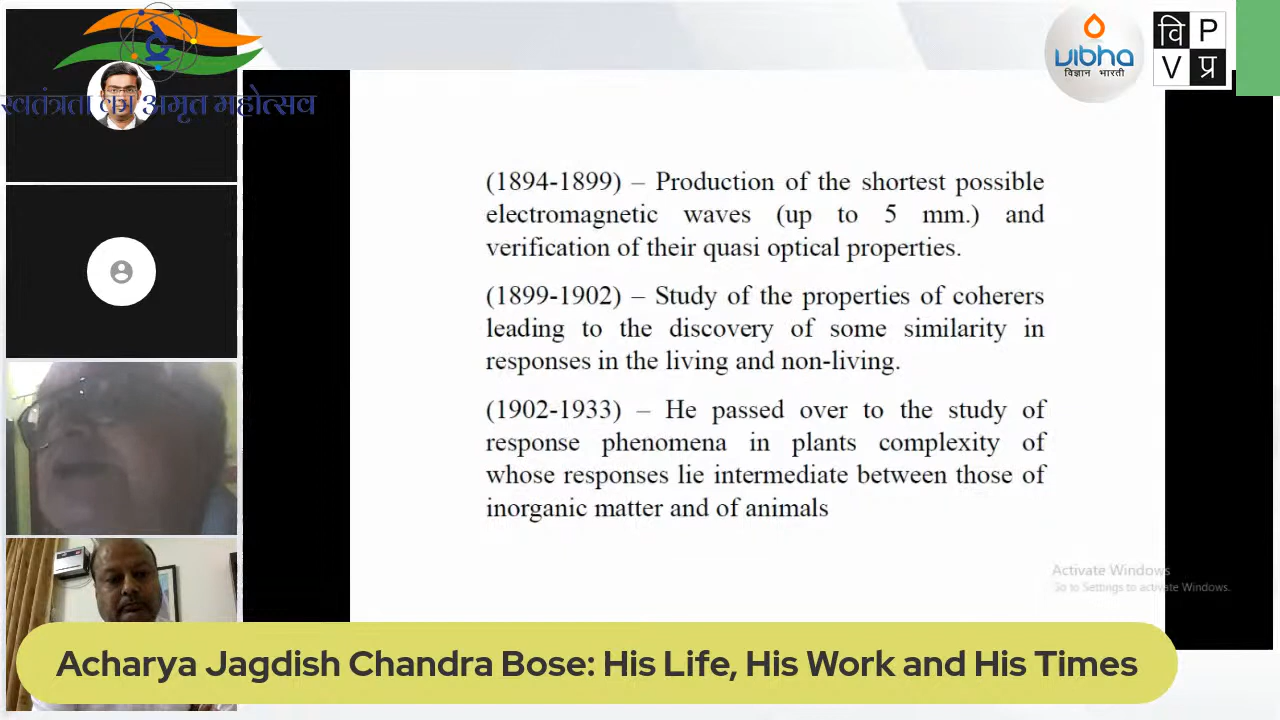 स्वतंत्रता का अमृत महोत्सव
vıbha
विज्ञान भारती
वि P
V प्र
(1894-1899) – Production of the shortest possible
electromagnetic waves (up to 5 mm.) and
verification of their quasi optical properties.
(1899-1902) – Study of the properties of coherers
leading to the discovery of some similarity in
responses in the living and non-living.
(1902-1933) – He passed over to the study of
response phenomena in plants complexity of
whose responses lie intermediate between those of
inorganic matter and of animals
Activate Windows
Go to Settings to activate Windows.
Acharya Jagdish Chandra Bose: His Life, His Work and His Times